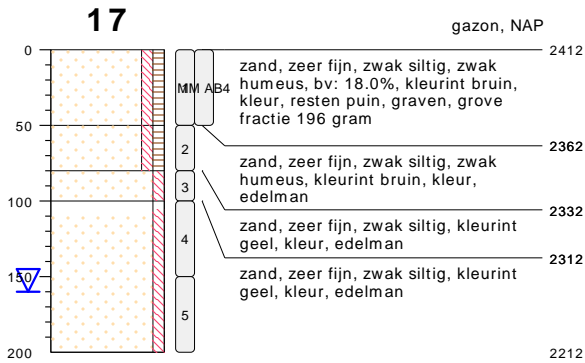 17
gazon, NAP
0
2412
zand, zeer fijn, zwak siltig, zwak
humeus, bv: 18.0%, kleurint bruin,
kleur, resten puin, graven, grove
fractie 196 gram
AB4
50
2362
2
zand, zeer fijn, zwak siltig, zwak
humeus, kleurint bruin, kleur,
edelman
3
2332
100
zand, zeer fijn, zwak siltig, kleurint
geel, kleur, edelman
4
2312
zand, zeer fijn, zwak siltig, kleurint
geel, kleur, edelman
150
5
200
2212